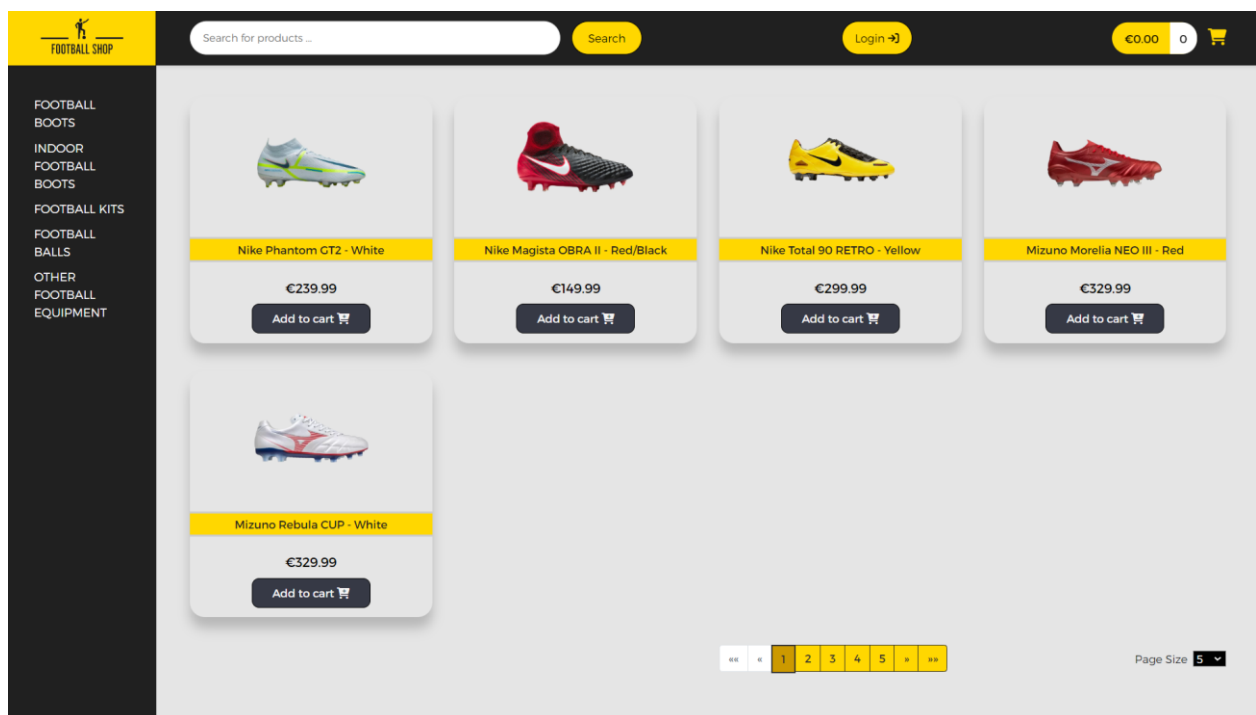 FOOTBALL SHOP
Search for products ...
Search
Login
€0.00
0
FOOTBALL
BOOTS
INDOOR
FOOTBALL
BOOTS
FOOTBALL KITS
FOOTBALL
BALLS
OTHER
FOOTBALL
EQUIPMENT
Nike Phantom GT2 - White
€239.99
Add to cart
Nike Magista OBRA II - Red/Black
€149.99
Add to cart
Nike Total 90 RETRO - Yellow
€299.99
Add to cart
Mizuno Morelia NEO III - Red
€329.99
Add to cart
Mizuno Rebula CUP - White
€329.99
Add to cart
«« « 1 2 3 4 5 » »»
Page Size 5